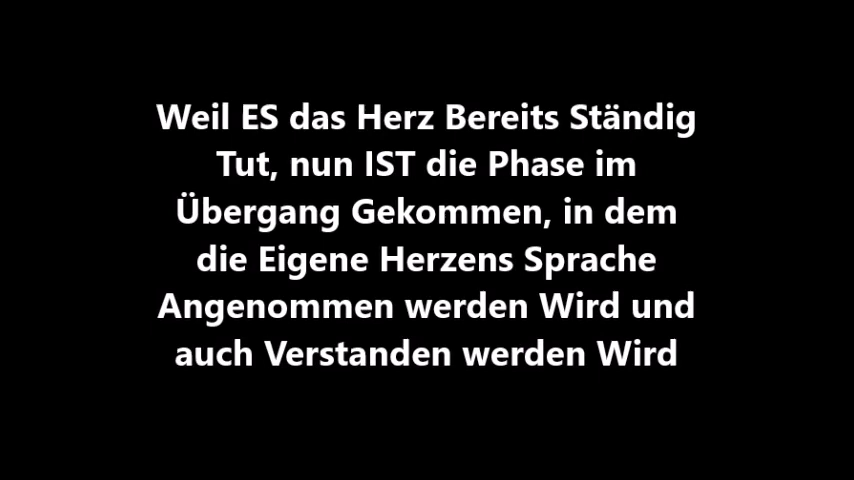 Weil ES das Herz Bereits Ständig
Tut, nun IST die Phase im
Übergang Gekommen, in dem
die Eigene Herzens Sprache
Angenommen werden Wird und
auch Verstanden werden Wird